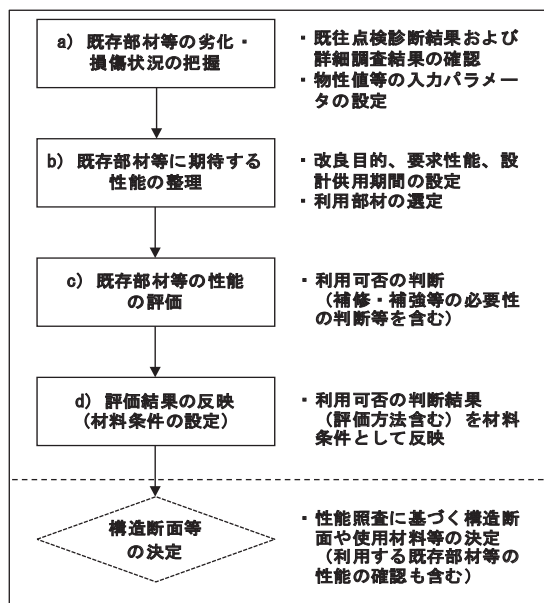 a) 既存部材等の劣化・
損傷状況の把握
・既往点検診断結果および
詳細調査結果の確認
・物性値等の入力パラメー
タの設定
b) 既存部材等に期待する
性能の整理
・改良目的、要求性能、設
計供用期間の設定
・利用部材の選定
c) 既存部材等の性能
の評価
・利用可否の判断
（補修・補強等の必要性
の判断等を含む）
d) 評価結果の反映
（材料条件の設定）
・利用可否の判断結果
（評価方法含む）を材料
条件として反映
構造断面等
の決定
・性能照査に基づく構造断
面や使用材料等の決定
（利用する既存部材等の
性能の確認も含む）